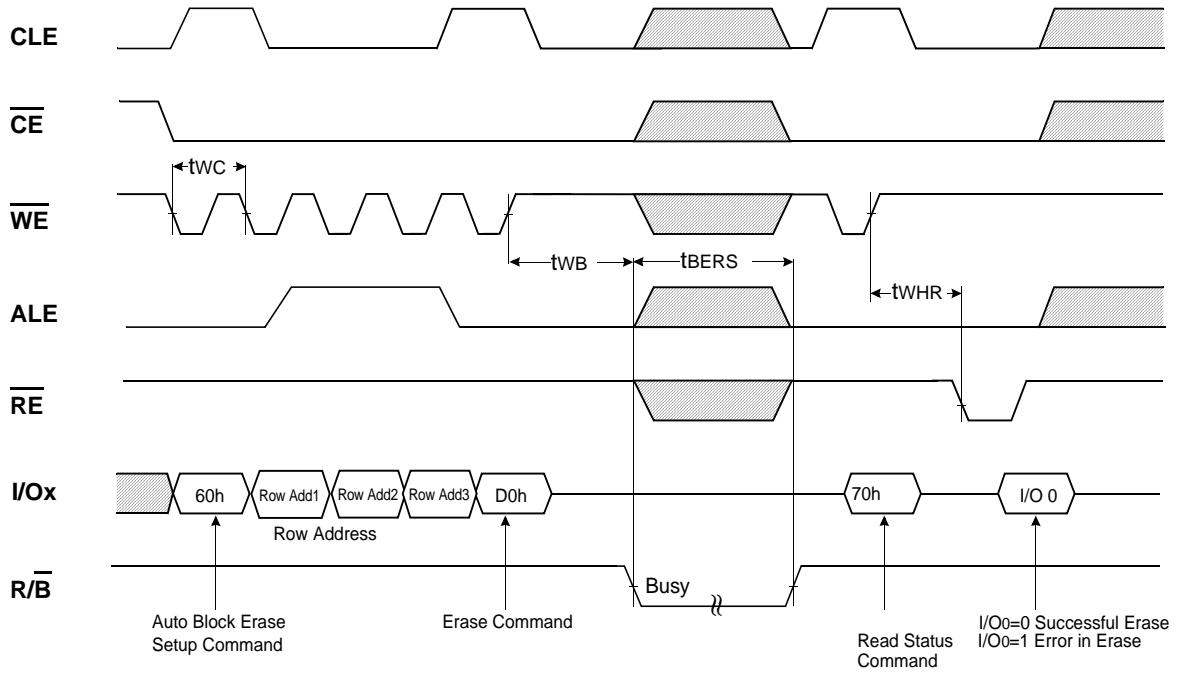 CLE
CE
tWC
WE
tWB
tBERS
tWHR
ALE
RE
I/Ox
60h
Row Add1
Row Add2
Row Add3
D0h
70h
I/O 0
Row Address
R/B
Busy
Auto Block Erase
Setup Command
Erase Command
Read Status
Command
I/O0=0 Successful Erase
I/O0=1 Error in Erase